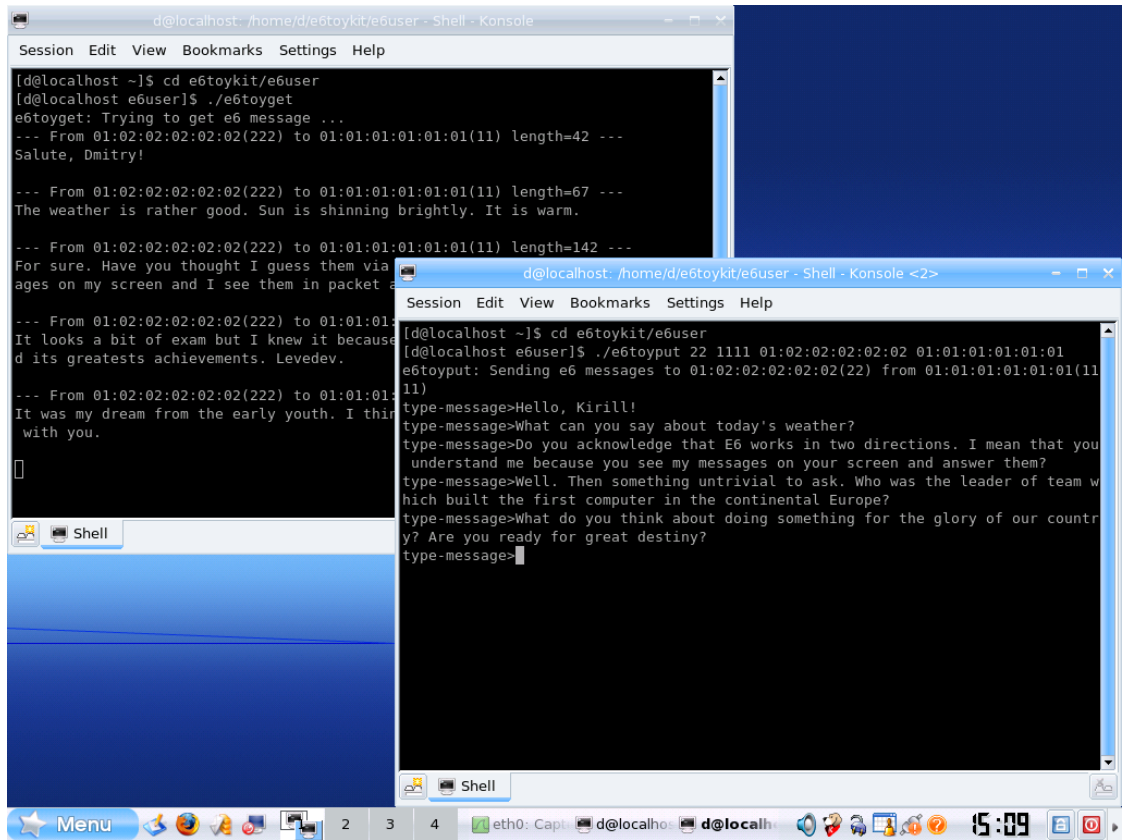 d@localhost: /home/d/e6toykit/e6user - Shell - Konsole
Session Edit View Bookmarks Settings Help
[d@localhost ~]$ cd e6toykit/e6user
[d@localhost e6user]$ ./e6toyget
e6toyget: Trying to get e6 message ...
--- From 01:02:02:02:02:02(222) to 01:01:01:01:01:01(11) length=42 ---
Salute, Dmitry!
--- From 01:02:02:02:02:02(222) to 01:01:01:01:01:01(11) length=67 ---
The weather is rather good. Sun is shinning brightly. It is warm.
--- From 01:02:02:02:02:02(222) to 01:01:01:01:01:01(11) length=142 ---
For sure. Have you thought I guess them via
ages on my screen and I see them in packet a
--- From 01:02:02:02:02:02(222) to 01:01:01:
It looks a bit of exam but I knew it because
d its greatests achievements. Levedev.
--- From 01:02:02:02:02:02(222) to 01:01:01:
It was my dream from the early youth. I thin
with you.
Shell
d@localhost: /home/d/e6toykit/e6user - Shell - Konsole <2>
Session Edit View Bookmarks Settings Help
[d@localhost ~]$ cd e6toykit/e6user
[d@localhost e6user]$ ./e6toyput 22 1111 01:02:02:02:02:02 01:01:01:01:01:01
e6toyput: Sending e6 messages to 01:02:02:02:02:02(22) from 01:01:01:01:01:01(11
11)
type-message>Hello, Kirill!
type-message>What can you say about today's weather?
type-message>Do you acknowledge that E6 works in two directions. I mean that you
understand me because you see my messages on your screen and answer them?
type-message>Well. Then something untrivial to ask. Who was the leader of team w
hich built the first computer in the continental Europe?
type-message>What do you think about doing something for the glory of our countr
y? Are you ready for great destiny?
type-message>
Shell
Menu 2 3 4 eth0: Capt d@localhos d@localh 15:09